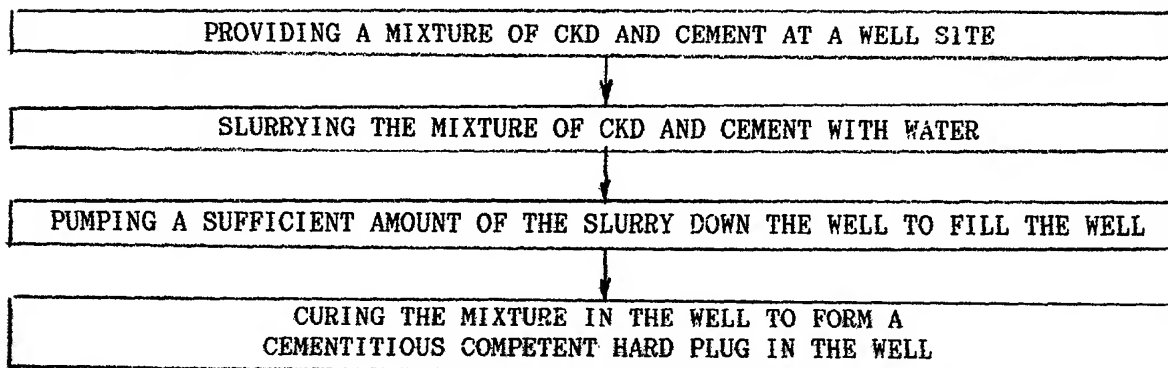 PROVIDING A MIXTURE OF CKD AND CEMENT AT A WELL SITE
SLURRYING THE MIXTURE OF CKD AND CEMENT WITH WATER
PUMPING A SUFFICIENT AMOUNT OF THE SLURRY DOWN THE WELL TO FILL THE WELL
CURING THE MIXTURE IN THE WELL TO FORM A
CEMENTITIOUS COMPETENT HARD PLUG IN THE WELL